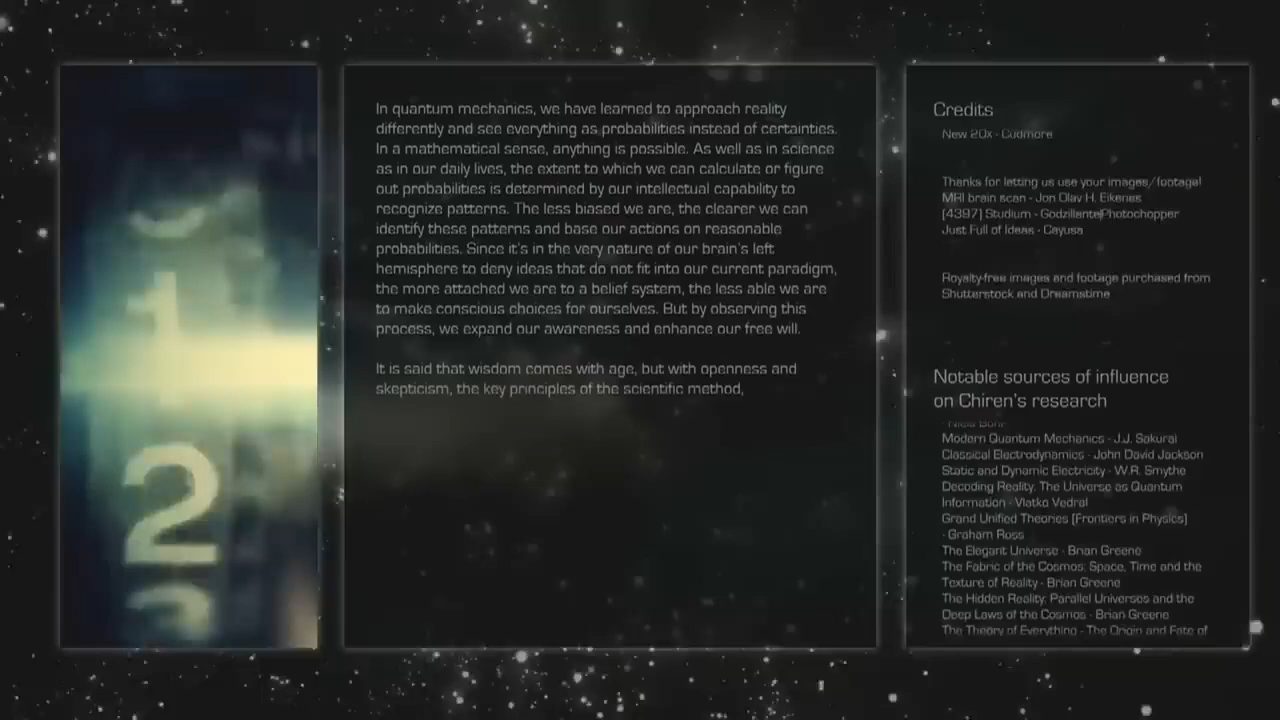 1
2
3
In quantum mechanics, we have learned to approach reality
differently and see everything as probabilities instead of certainties.
In a mathematical sense, anything is possible. As well as in science
as in our daily lives, the extent to which we can calculate or figure
out probabilities is determined by our intellectual capability to
recognize patterns. The less biased we are, the clearer we can
identify these patterns and base our actions on reasonable
probabilities. Since it's in the very nature of our brain's left
hemisphere to deny ideas that do not fit into our current paradigm,
the more attached we are to a belief system, the less able we are
to make conscious choices for ourselves. But by observing this
process, we expand our awareness and enhance our free will.
It is said that wisdom comes with age, but with openness and
skepticism, the key principles of the scientific method,
Credits
New 20x - Cudmore
Thanks for letting us use your images/footage!
MRI brain scan - Jon Olav H. Eikenes
[4397] Studium - Godzillante|Photochopper
Just Full of Ideas - Cayusa
Royalty-free images and footage purchased from
Shutterstock and Dreamstime
Notable sources of influence
on Chiren's research
- Niels Bohr
Modern Quantum Mechanics - J.J. Sakurai
Classical Electrodynamics - John David Jackson
Static and Dynamic Electricity - W.R. Smythe
Decoding Reality: The Universe as Quantum
Information - Vlatko Vedral
Grand Unified Theories [Frontiers in Physics]
- Graham Ross
The Elegant Universe - Brian Greene
The Fabric of the Cosmos: Space, Time and the
Texture of Reality - Brian Greene
The Hidden Reality: Parallel Universes and the
Deep Laws of the Cosmos - Brian Greene
The Theory of Everything - The Origin and Fate of